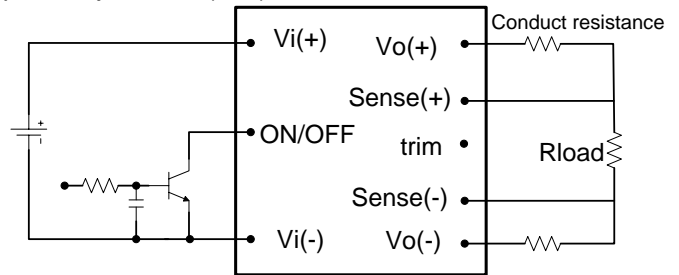 Conduct resistance
Vi(+)
Vo(+)
+
-
Sense(+)
ON/OFF
trim
Rload
Sense(-)
Vi(-)
Vo(-)